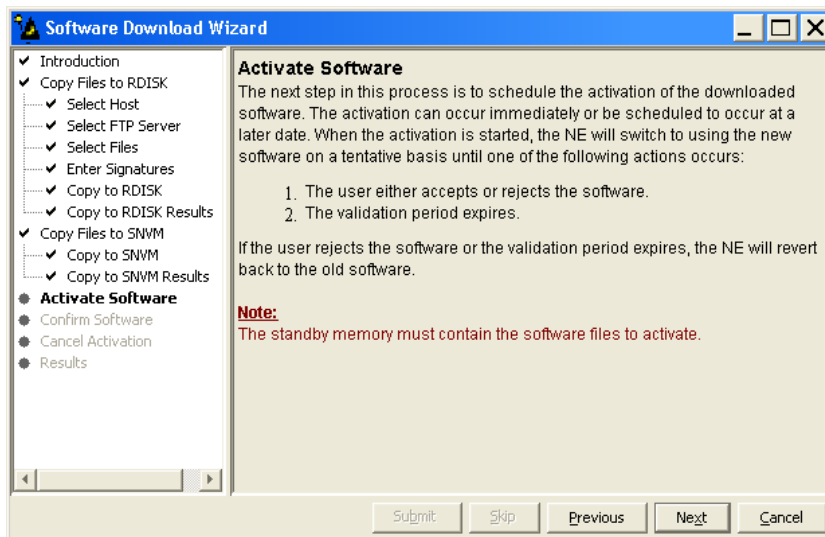 Software Download Wizard
Introduction
Copy Files to RDISK
Select Host
Select FTP Server
Select Files
Enter Signatures
Copy to RDISK
Copy to RDISK Results
Copy Files to SNVM
Copy to SNVM
Copy to SNVM Results
Activate Software
Confirm Software
Cancel Activation
Results
Activate Software
The next step in this process is to schedule the activation of the downloaded
software. The activation can occur immediately or be scheduled to occur at a
later date. When the activation is started, the NE will switch to using the new
software on a tentative basis until one of the following actions occurs:
1. The user either accepts or rejects the software.
2. The validation period expires.
If the user rejects the software or the validation period expires, the NE will revert
back to the old software.
Note:
The standby memory must contain the software files to activate.
Submit Skip Previous Next Cancel